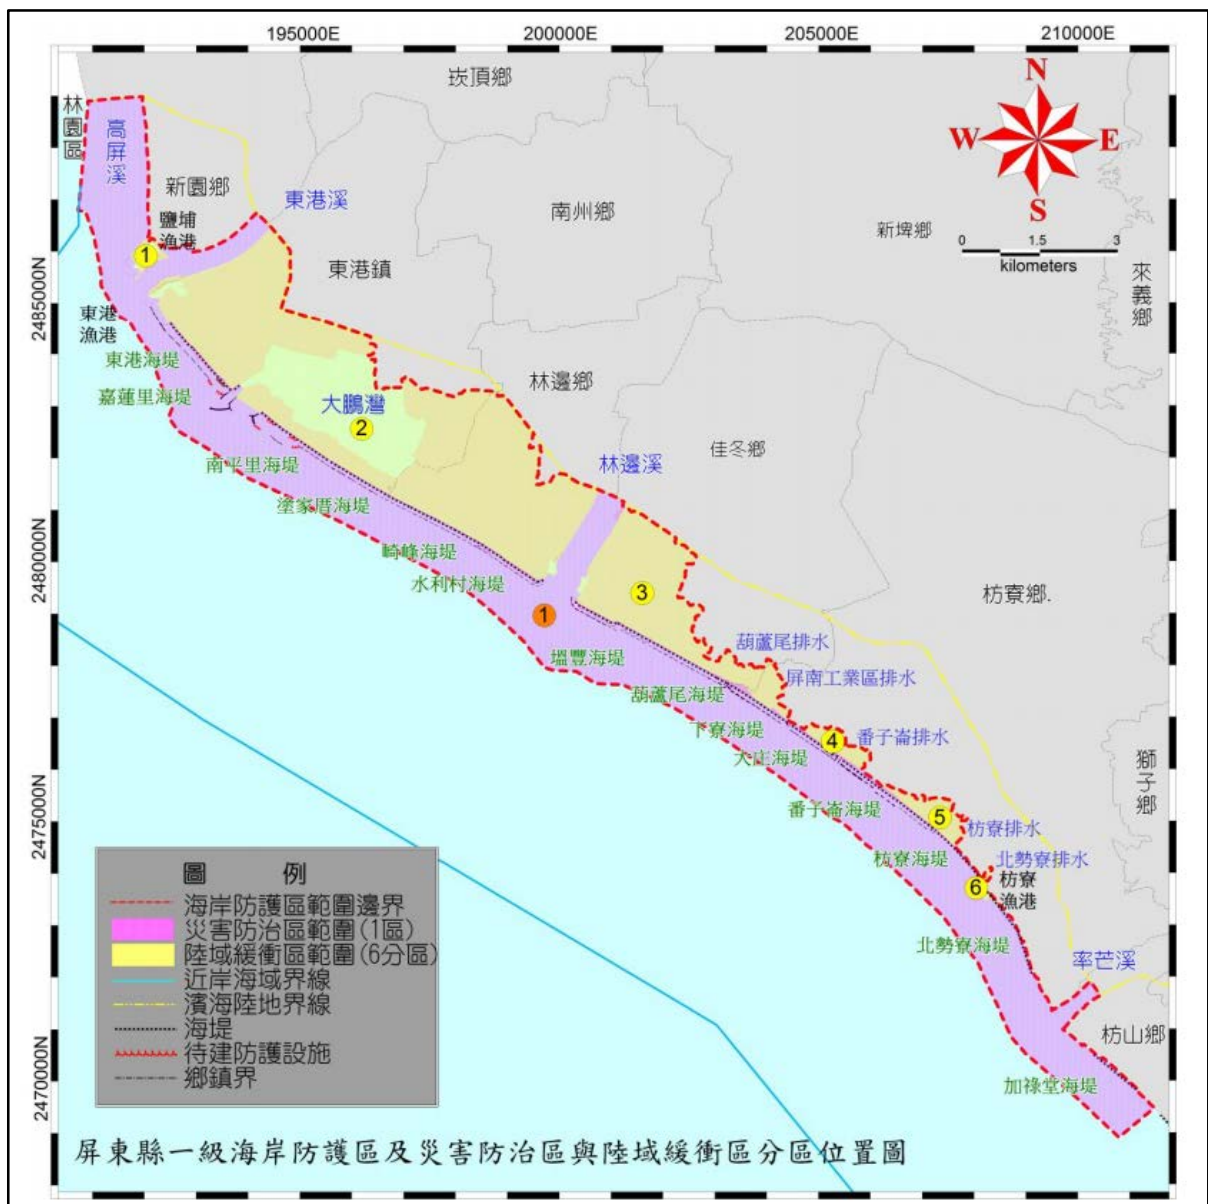 195000E
200000E
205000E
210000E
崁頂鄉
N
W
E
S
林園區
高屏溪
新園鄉
東港溪
鹽埔
漁港
1
南州鄉
新埤鄉
0
1.5
3
kilometers
東港鎮
來義鄉
2485000N
東港
漁港
東港海堤
嘉蓮里海堤
林邊鄉
大鵬灣
2
佳冬鄉
林邊溪
南平里海堤
塗家厝海堤
崎峰海堤
水利村海堤
2480000N
3
枋寮鄉.
1
葫蘆尾排水
塭豐海堤
屏南工業區排水
葫蘆尾海堤
下寮海堤
4
番子崙排水
大庄海堤
獅子鄉
番子崙海堤
5
枋寮排水
2475000N
枋寮海堤
北勢寮排水
6
枋寮
漁港
北勢寮海堤
率芒溪
枋山鄉
加祿堂海堤
2470000N
圖 例
海岸防護區範圍邊界
災害防治區範圍(1區)
陸域緩衝區範圍(6分區)
近岸海域界線
濱海陸地界線
海堤
待建防護設施
鄉鎮界
屏東縣一級海岸防護區及災害防治區與陸域緩衝區分區位置圖